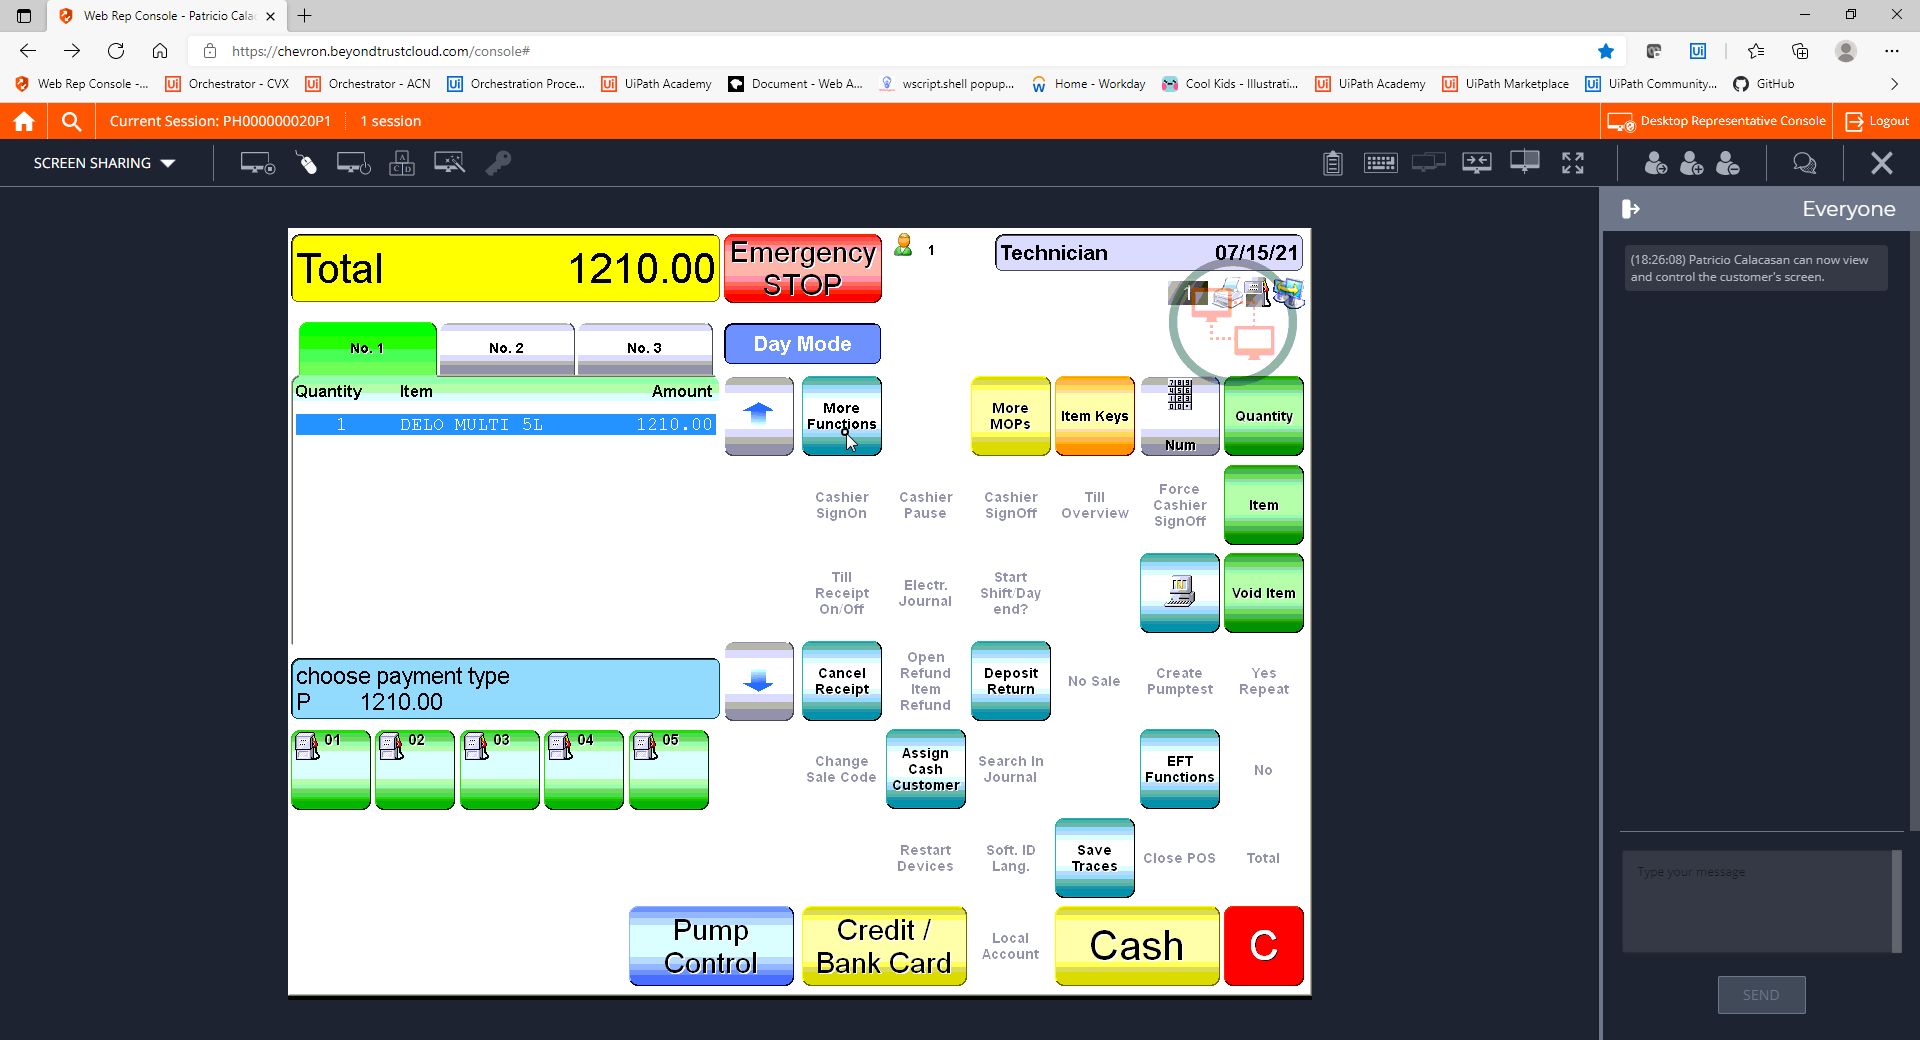 Web Rep Console - Patricio Cala
https://chevron.beyondtrustcloud.com/console#
Web Rep Console -...
Orchestrator - CVX
Orchestrator - ACN
Orchestration Proce...
UiPath Academy
Document - Web A...
wscript.shell popup...
Home - Workday
Cool Kids - Illustrati...
UiPath Academy
UiPath Marketplace
UiPath Community...
GitHub
Current Session: PH000000020P1
1 session
Desktop Representative Console
Logout
SCREEN SHARING
Everyone
(18:26:08) Patricio Calacasan can now view
and control the customer's screen.
Type your message
SEND
Total 1210.00
Emergency
STOP
1
Technician 07/15/21
1
No. 1
No. 2
No. 3
Day Mode
Quantity Item Amount
1 DELO MULTI 5L 1210.00
More
Functions
More
MOPs
Item Keys
Num
Quantity
Cashier
SignOn
Cashier
Pause
Cashier
SignOff
Till
Overview
Force
Cashier
SignOff
Item
Till
Receipt
On/Off
Electr.
Journal
Start
Shift/Day
end?
Void Item
choose payment type
P 1210.00
Cancel
Receipt
Open
Refund
Item
Refund
Deposit
Return
No Sale
Create
Pumptest
Yes
Repeat
01
02
03
04
05
Change
Sale Code
Assign
Cash
Customer
Search In
Journal
EFT
Functions
No
Restart
Devices
Soft. ID
Lang.
Save
Traces
Close POS
Total
Pump
Control
Credit /
Bank Card
Local
Account
Cash
C